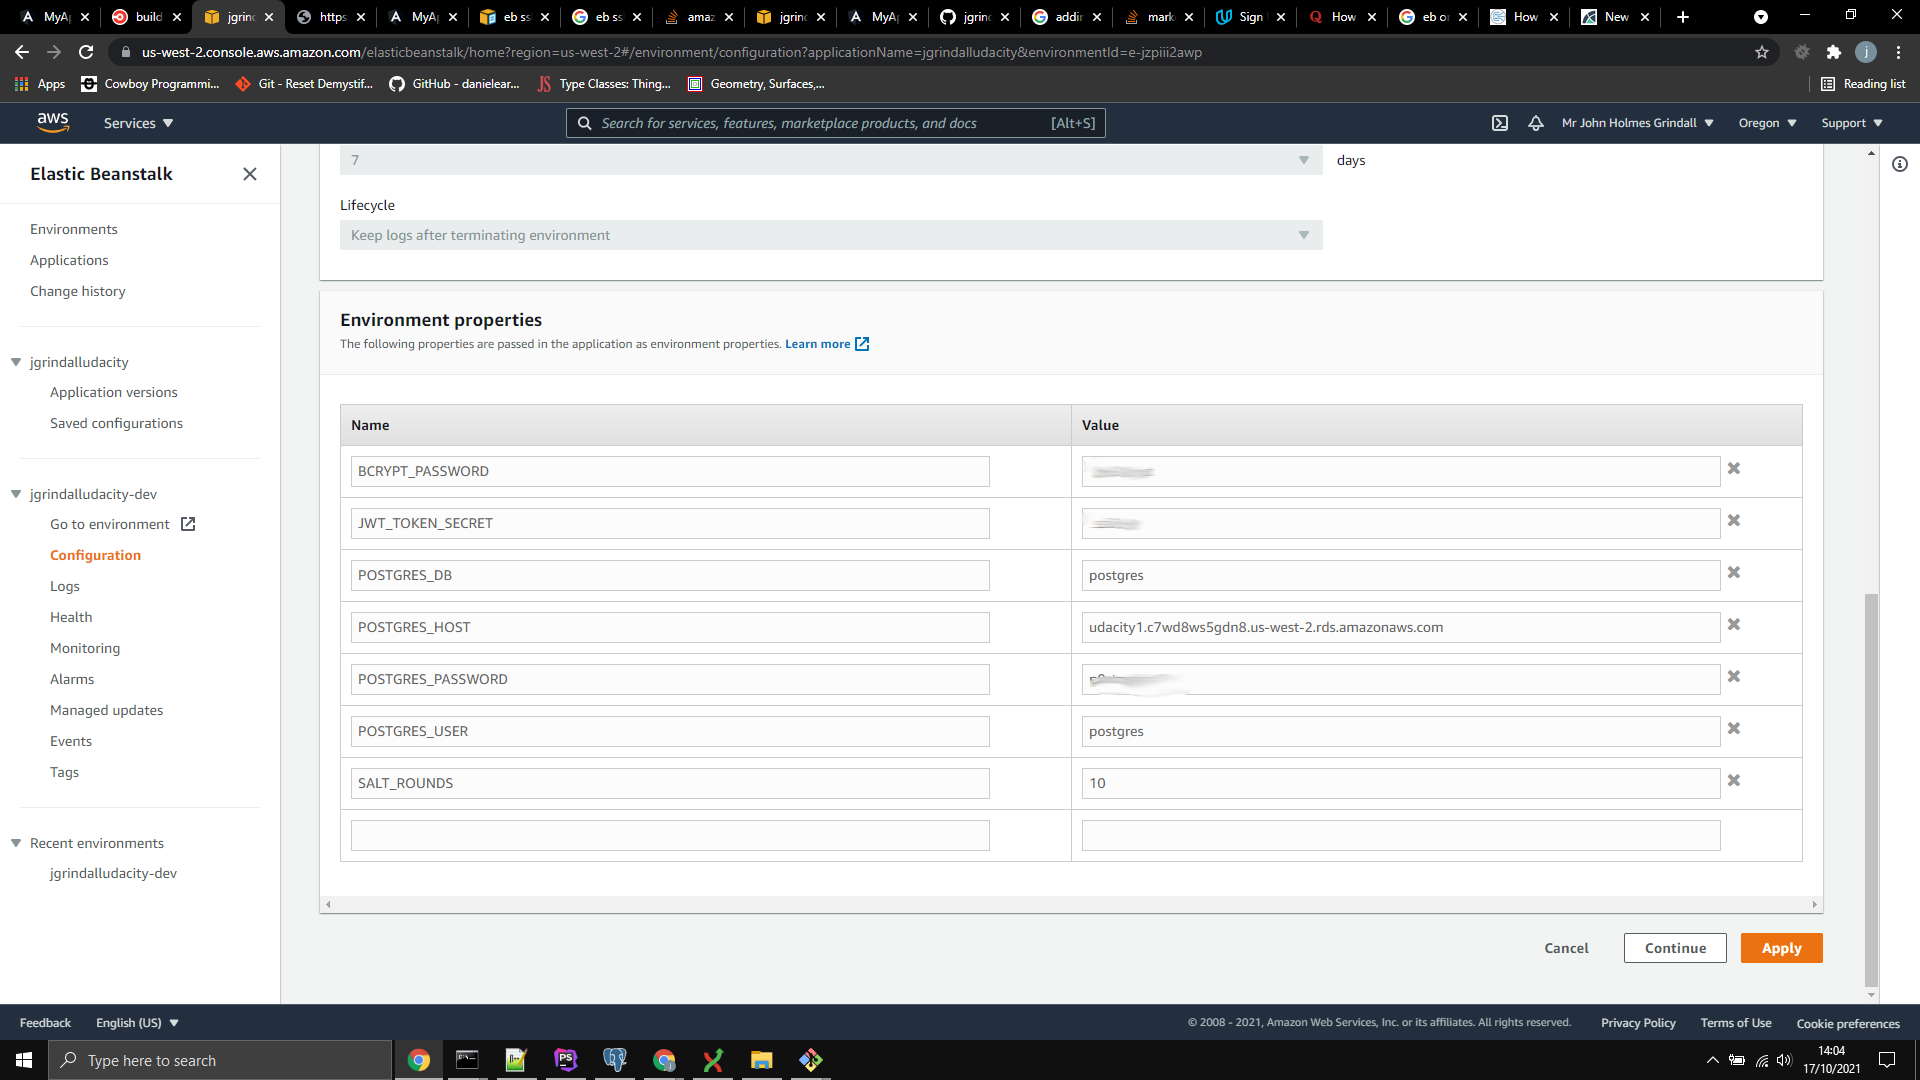 MyA
build
jgrin
https
MyA
eb ss
eb ss
amaz
jgrin
MyA
jgrin
addi
mark
Sign
How
eb o
How
New
us-west-2.console.aws.amazon.com/elasticbeanstalk/home?region=us-west-2#/environment/configuration?applicationName=jgrindalludacity&environmentId=e-jzpiii2awp
j
Apps
Cowboy Programmi...
Git - Reset Demystif...
GitHub - danielear...
JS Type Classes: Thing...
Geometry, Surfaces,...
Reading list
aws
Services
Search for services, features, marketplace products, and docs [Alt+S]
Mr John Holmes Grindall
Oregon
Support
Elastic Beanstalk
Environments
Applications
Change history
jgrindalludacity
Application versions
Saved configurations
jgrindalludacity-dev
Go to environment
Configuration
Logs
Health
Monitoring
Alarms
Managed updates
Events
Tags
Recent environments
jgrindalludacity-dev
7 days
Lifecycle
Keep logs after terminating environment
Environment properties
The following properties are passed in the application as environment properties. Learn more
Name Value
BCRYPT_PASSWORD
JWT_TOKEN_SECRET
POSTGRES_DB postgres
POSTGRES_HOST udacity1.c7wd8ws5gdn8.us-west-2.rds.amazonaws.com
POSTGRES_PASSWORD
POSTGRES_USER postgres
SALT_ROUNDS 10
Cancel Continue Apply
Feedback English (US)
© 2008 - 2021, Amazon Web Services, Inc. or its affiliates. All rights reserved. Privacy Policy Terms of Use Cookie preferences
Type here to search
PS
14:04
17/10/2021